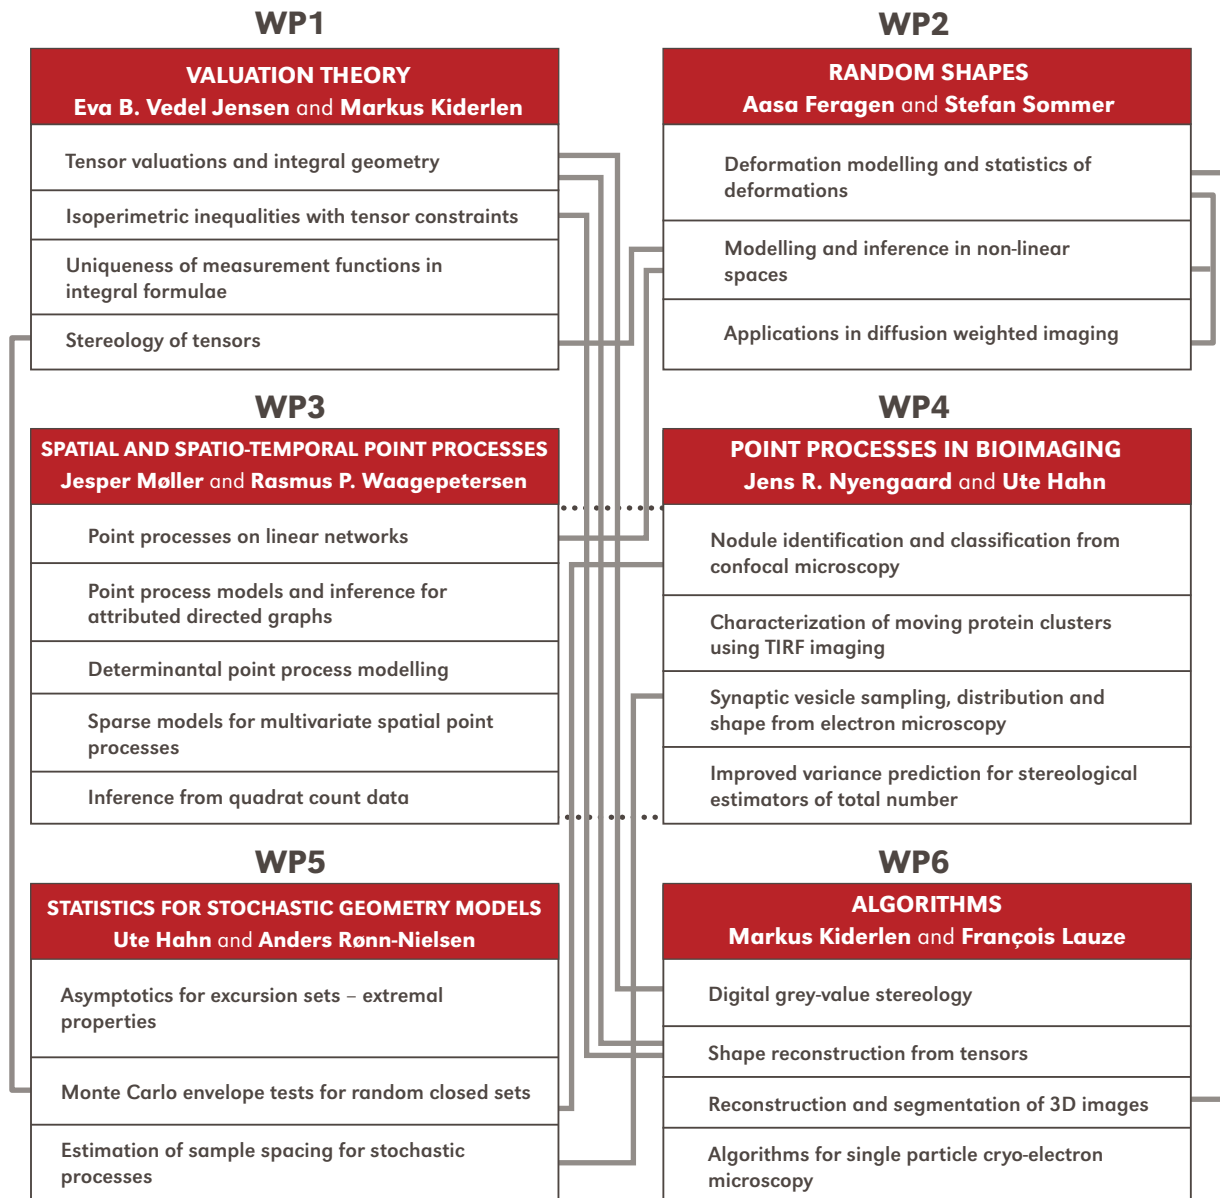 WP1
VALUATION THEORY
Eva B. Vedel Jensen and Markus Kiderlen
Tensor valuations and integral geometry
Isoperimetric inequalities with tensor constraints
Uniqueness of measurement functions in
integral formulae
Stereology of tensors
WP2
RANDOM SHAPES
Aasa Feragen and Stefan Sommer
Deformation modelling and statistics of
deformations
Modelling and inference in non-linear
spaces
Applications in diffusion weighted imaging
WP3
SPATIAL AND SPATIO-TEMPORAL POINT PROCESSES
Jesper Møller and Rasmus P. Waagepetersen
Point processes on linear networks
Point process models and inference for
attributed directed graphs
Determinantal point process modelling
Sparse models for multivariate spatial point
processes
Inference from quadrat count data
WP4
POINT PROCESSES IN BIOIMAGING
Jens R. Nyengaard and Ute Hahn
Nodule identification and classification from
confocal microscopy
Characterization of moving protein clusters
using TIRF imaging
Synaptic vesicle sampling, distribution and
shape from electron microscopy
Improved variance prediction for stereological
estimators of total number
WP5
STATISTICS FOR STOCHASTIC GEOMETRY MODELS
Ute Hahn and Anders Rønn-Nielsen
Asymptotics for excursion sets – extremal
properties
Monte Carlo envelope tests for random closed sets
Estimation of sample spacing for stochastic
processes
WP6
ALGORITHMS
Markus Kiderlen and François Lauze
Digital grey-value stereology
Shape reconstruction from tensors
Reconstruction and segmentation of 3D images
Algorithms for single particle cryo-electron
microscopy